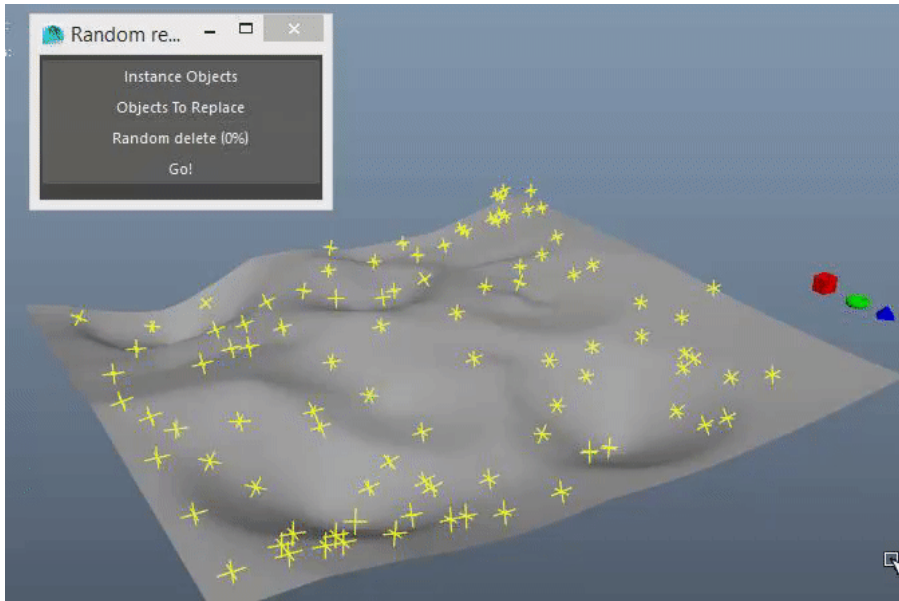 Random re...
Instance Objects
Objects To Replace
Random delete (0%)
Go!